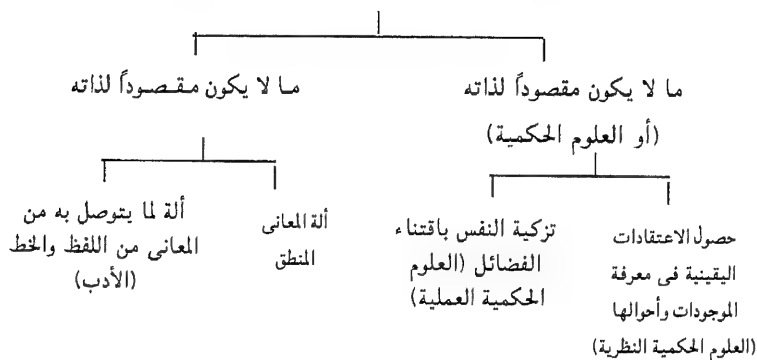 ما لا يكون مقصوداً لذاته
(أو العلوم الحكمية)
ما لا يكون مقصوداً لذاته
حصول الاعتقادات
اليقينية فى معرفة
الموجودات وأحوالها
(العلوم الحكمية النظرية)
تزكية النفس باقتناء
الفضائل (العلوم
الحكمية العملية)
ألة المعانى
المنطق
ألة لما يتوصل به من
المعانى من اللفظ والخط
(الأدب)